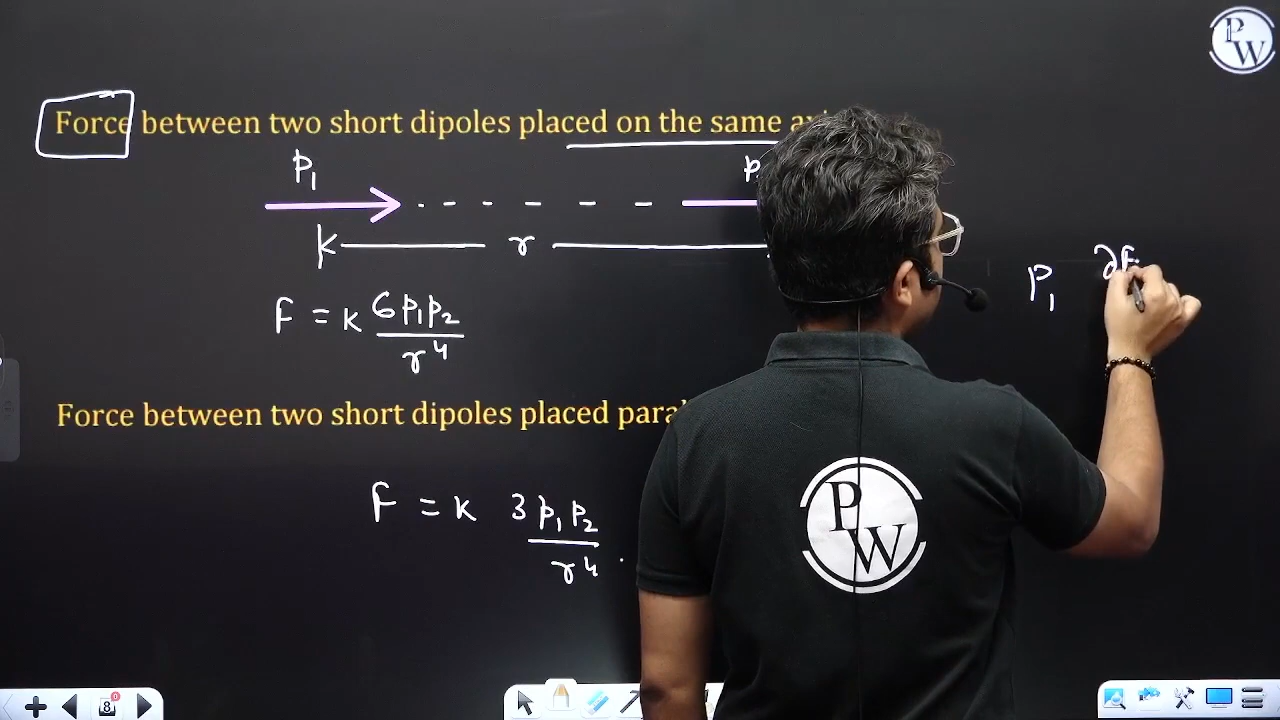 PW
Force between two short dipoles placed on the same
p₁
r
F = k 6p₁p₂/r⁴
p₁ ∂E
Force between two short dipoles placed
F = k 3p₁p₂/r⁴
PW
8
0